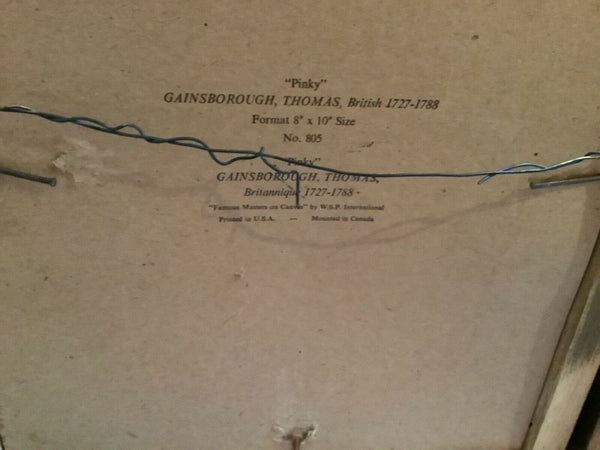 "Pinky"
GAINSBOROUGH, THOMAS, British 1727-1788
Format 8" x 10" Size
No. 805
"Pinky"
GAINSBOROUGH, THOMAS,
Britannique 1727-1788 -
"Famous Masters on Canvas" by W.S.P. International
Printed in U.S.A. — Mounted in Canada